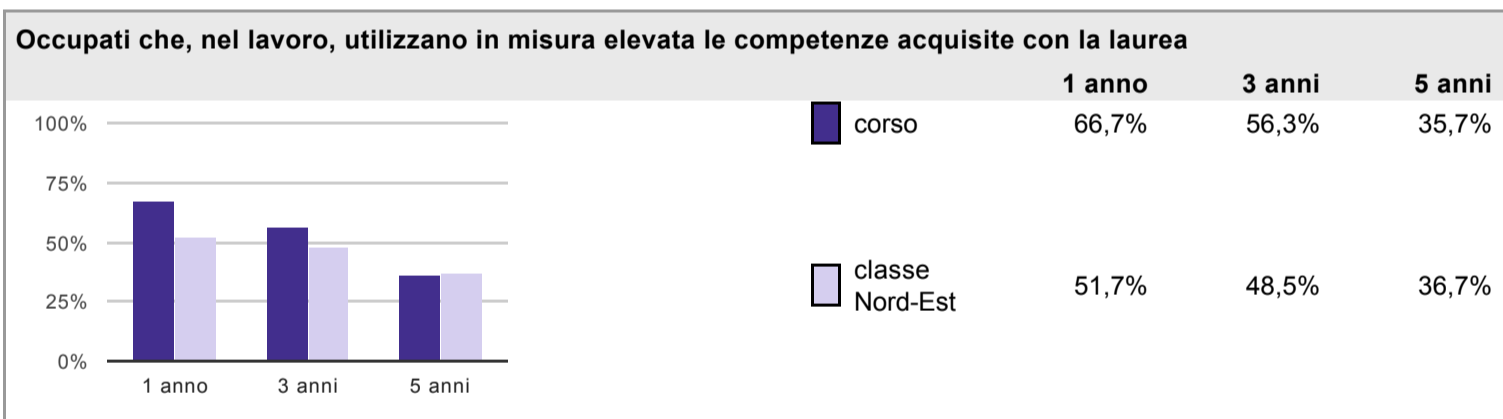 Occupati che, nel lavoro, utilizzano in misura elevata le competenze acquisite con la laurea
1 anno 3 anni 5 anni
100%
75%
50%
25%
0%
1 anno 3 anni 5 anni
corso 66,7% 56,3% 35,7%
classe
Nord-Est 51,7% 48,5% 36,7%